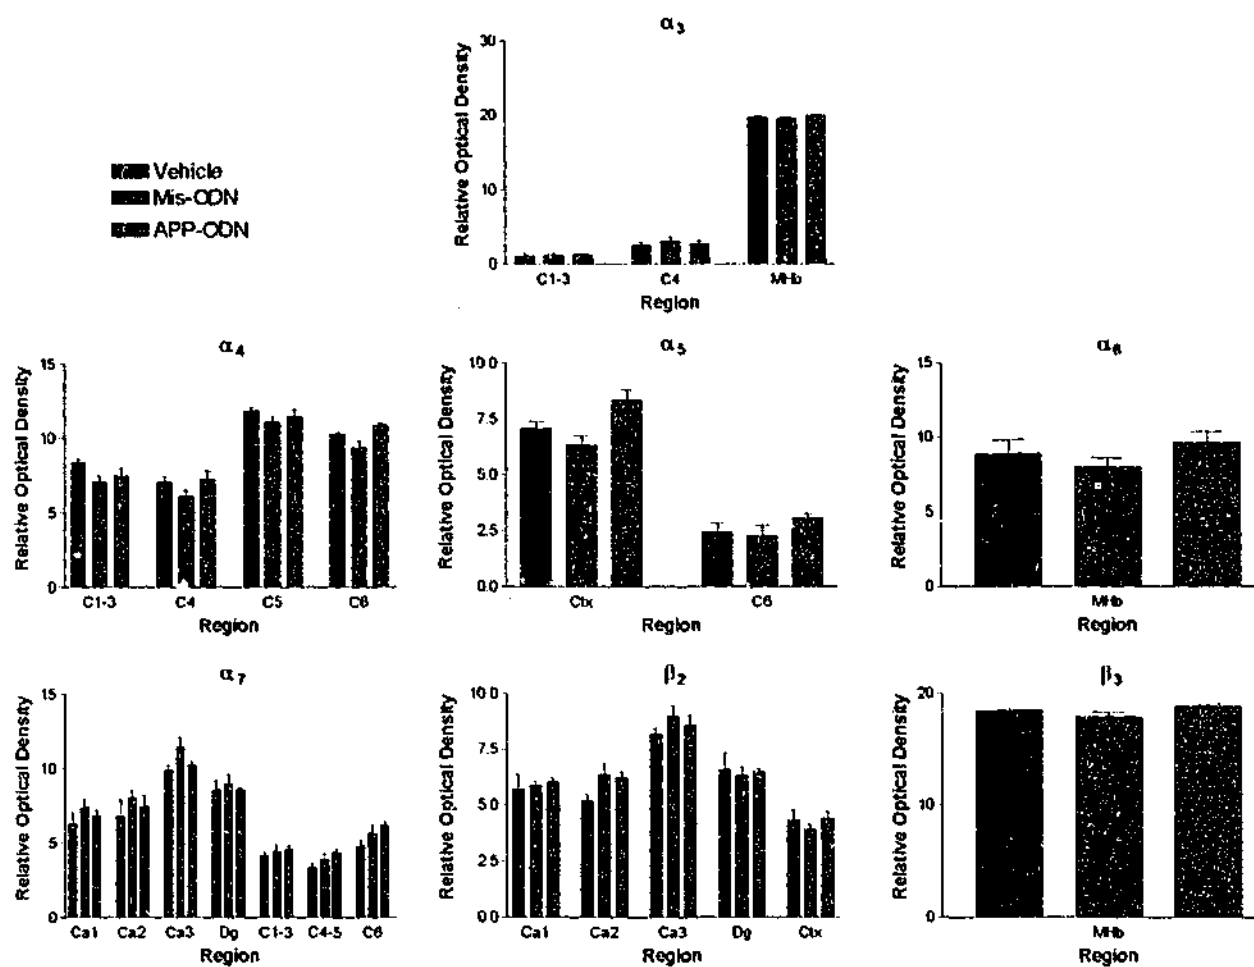 α3
Relative Optical Density
30
20
10
0
C1-3 C4 MHb
Region
Vehicle
Mis-ODN
APP-ODN
α4
Relative Optical Density
15
10
5
0
C1-3 C4 C5 C6
Region
α5
Relative Optical Density
10.0
7.5
5.0
2.5
0.0
Ctx C6
Region
α6
Relative Optical Density
15
10
5
0
MHb
Region
α7
Relative Optical Density
15
10
5
0
Ca1 Ca2 Ca3 Dg C1-3 C4-5 C6
Region
β2
Relative Optical Density
10.0
7.5
5.0
2.5
0.0
Ca1 Ca2 Ca3 Dg Ctx
Region
β3
Relative Optical Density
20
10
0
MHb
Region